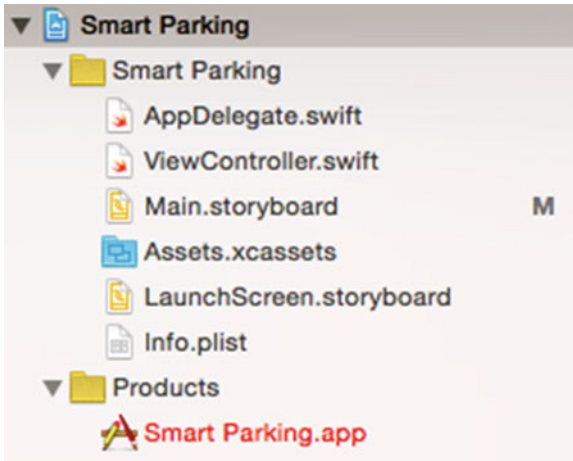 Smart Parking
Smart Parking
AppDelegate.swift
ViewController.swift
Main.storyboard M
Assets.xcassets
LaunchScreen.storyboard
Info.plist
Products
Smart Parking.app